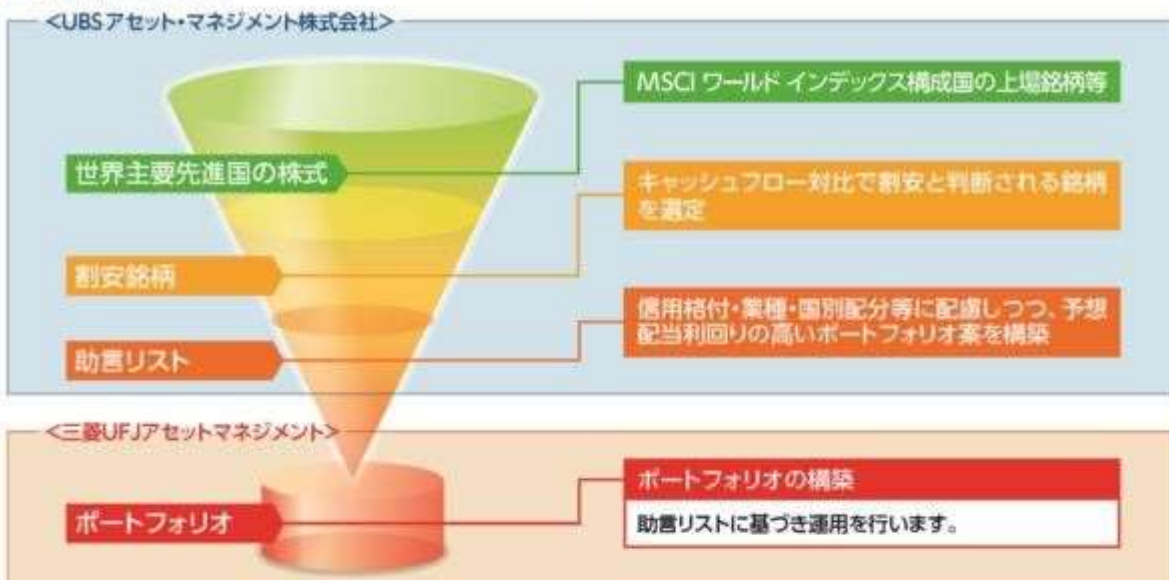 <UBSアセット・マネジメント株式会社>
MSCI ワールド インデックス構成国の上場銘柄等
世界主要先進国の株式
キャッシュフロー対比で割安と判断される銘柄
を選定
割安銘柄
信用格付・業種・国別配分等に配慮しつつ、予想
配当利回りの高いポートフォリオ案を構築
助言リスト
<三菱UFJアセットマネジメント>
ポートフォリオの構築
ポートフォリオ
助言リストに基づき運用を行います。